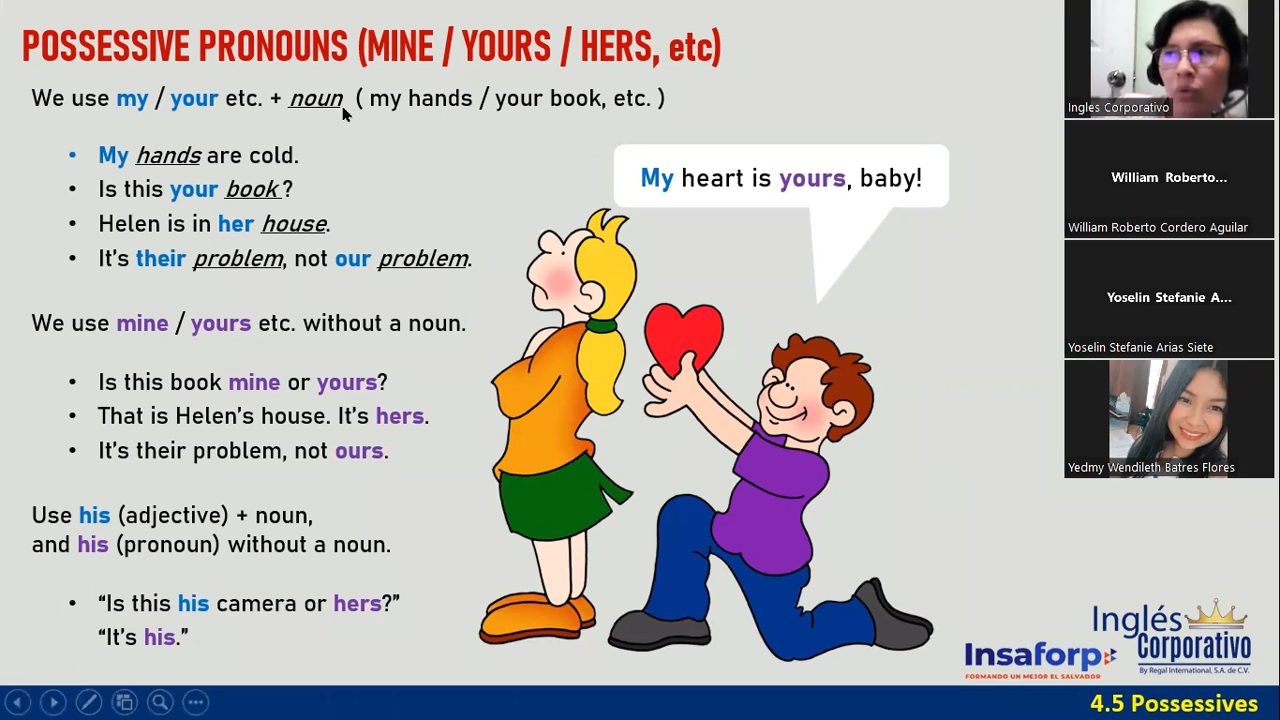 POSSESSIVE PRONOUNS (MINE / YOURS / HERS, etc)
We use my / your etc. + noun ( my hands / your book, etc. )
• My hands are cold.
• Is this your book ?
• Helen is in her house.
• It's their problem, not our problem.
We use mine / yours etc. without a noun.
• Is this book mine or yours?
• That is Helen's house. It's hers.
• It's their problem, not ours.
Use his (adjective) + noun,
and his (pronoun) without a noun.
• “Is this his camera or hers?”
“It's his.”
My heart is yours, baby!
Ingles Corporativo
William Roberto...
William Roberto Cordero Aguilar
Yoselin Stefanie A...
Yoselin Stefanie Arias Siete
Yedmy Wendileth Batres Flores
Insaforp
FORMANDO UN MEJOR EL SALVADOR
Inglés
Corporativo
By Regal International, S.A. de C.V.
4.5 Possessives